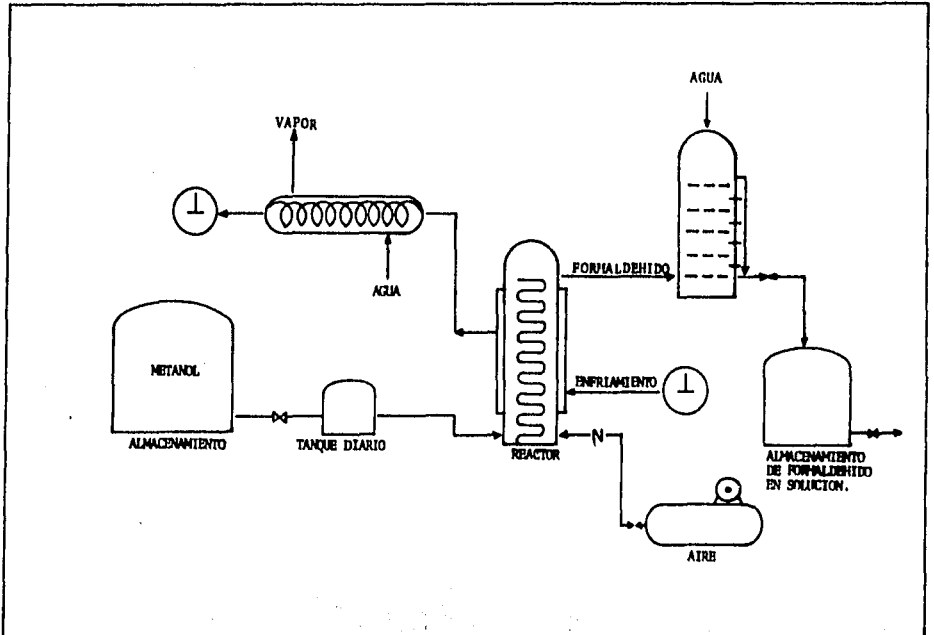 AGUA
VAPOR
AGUA
FORMALDEHIDO
METANOL
ENFRIAMIENTO
ALMACENAMIENTO
TANQUE DIARIO
REACTOR
N
ALMACENAMIENTO
DE FORMALDEHIDO
EN SOLUCION.
AIRE